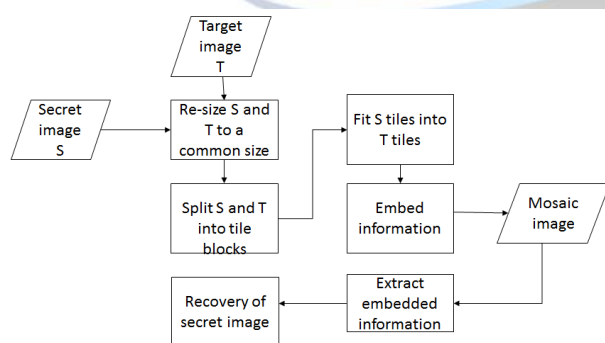 Target
image
T
Secret
image
S
Re-size S and
T to a
common size
Split S and T
into tile
blocks
Fit S tiles into
T tiles
Embed
information
Mosaic
image
Extract
embedded
information
Recovery of
secret image